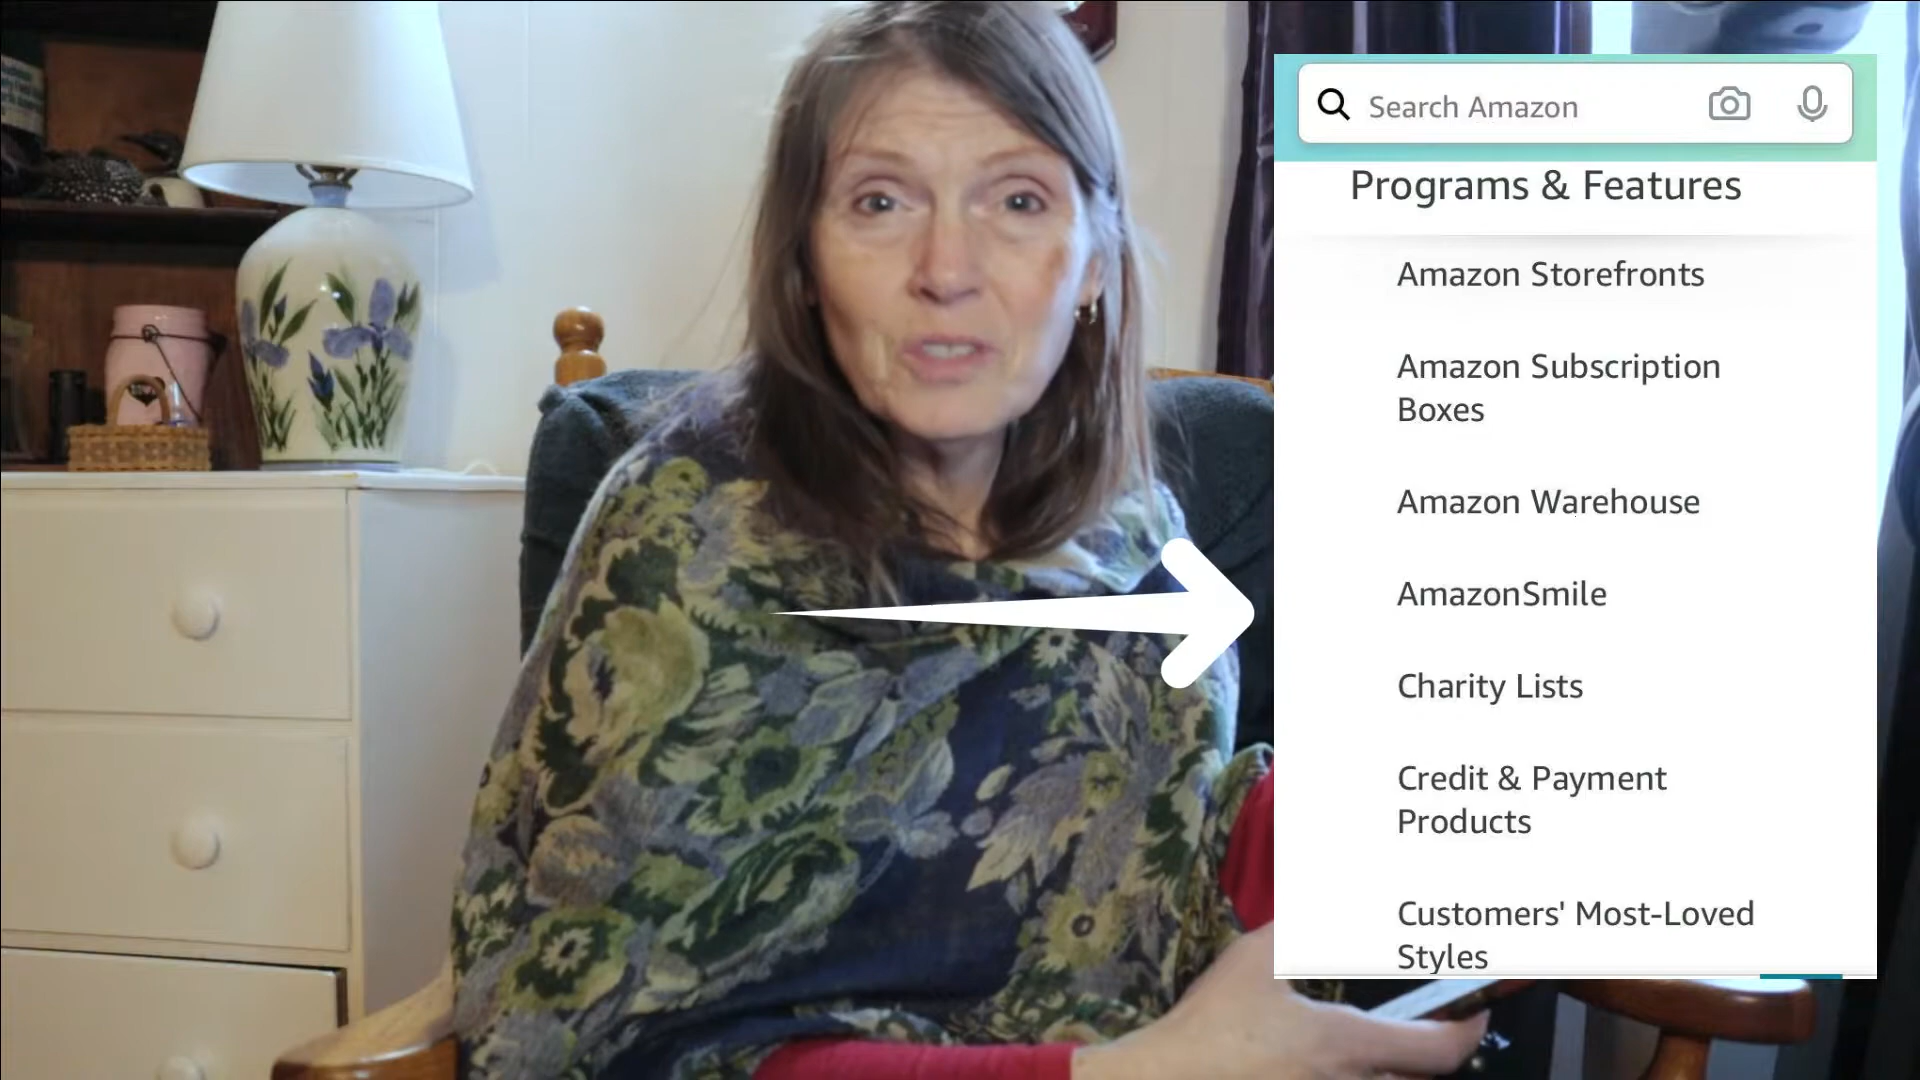 Search Amazon
Programs & Features
Amazon Storefronts
Amazon Subscription
Boxes
Amazon Warehouse
AmazonSmile
Charity Lists
Credit & Payment
Products
Customers' Most-Loved
Styles